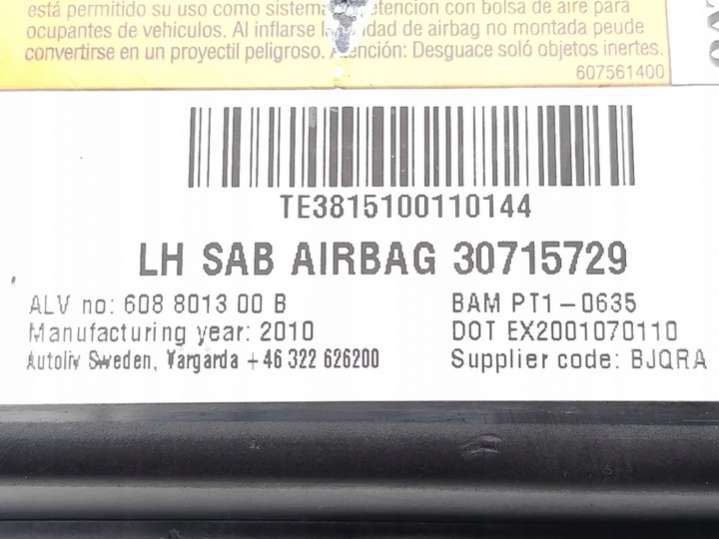 está permitido su uso como sistema retención con bolsa de aire para
ocupantes de vehículos. Al inflarse la unidad de airbag no montada peude
convertirse en un proyectil peligroso. Atención: Desguace soló objetos inertes.
607561400
TE3815100110144
LH SAB AIRBAG 30715729
ALV no: 608 8013 00 B
BAM PT1-0635
Manufacturing year: 2010
DOT EX2001070110
Autoliv Sweden, Vargarda +46 322 626200
Supplier code: BJQRA